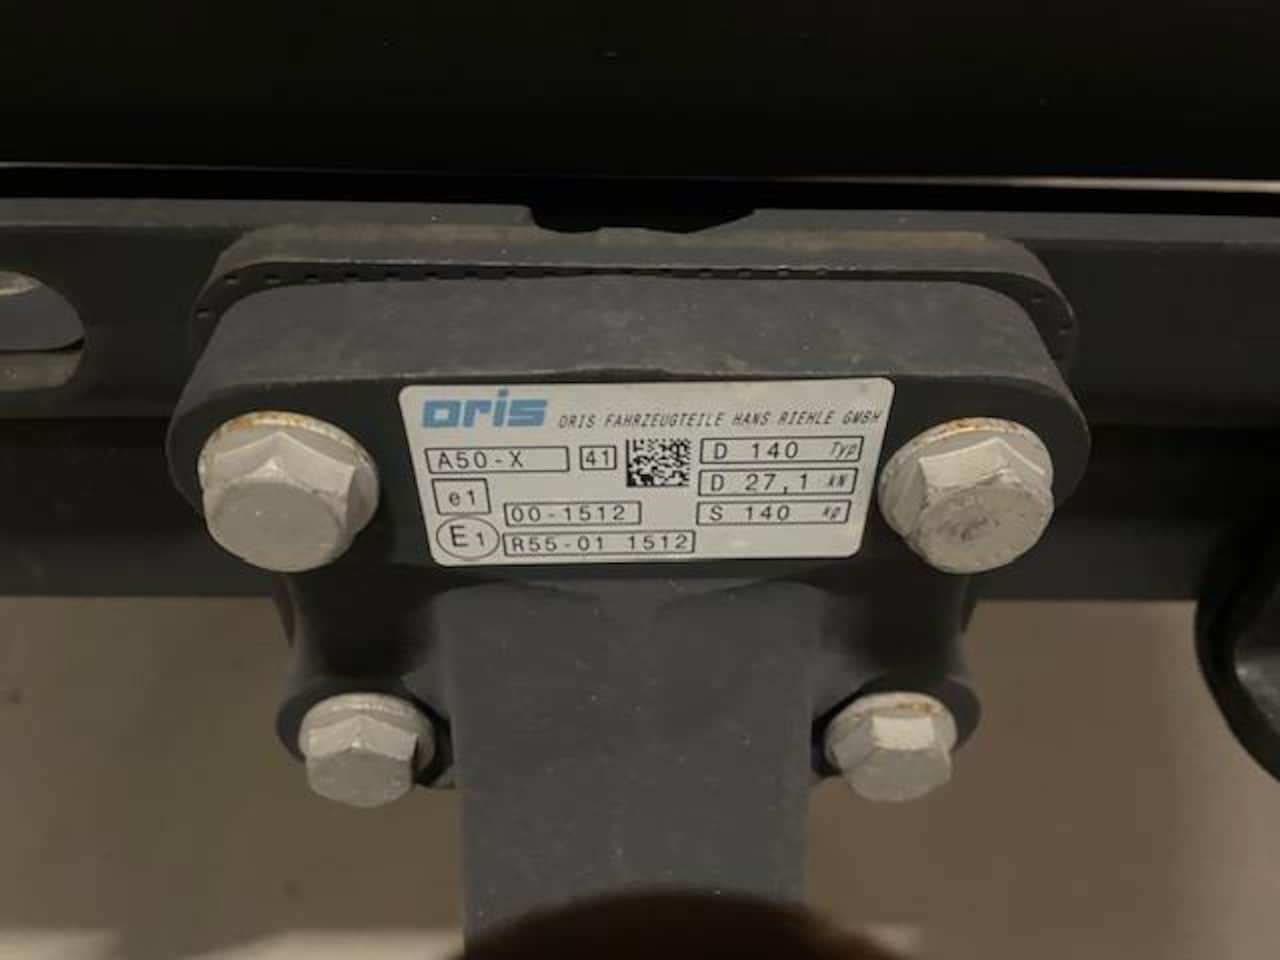 oris ORIS FAHRZEUGTEILE HANS RIEHLE GMBH
A50-X 41 D 140 Typ
e1 D 27,1 kN
00-1512 S 140 kg
E1 R55-01 1512